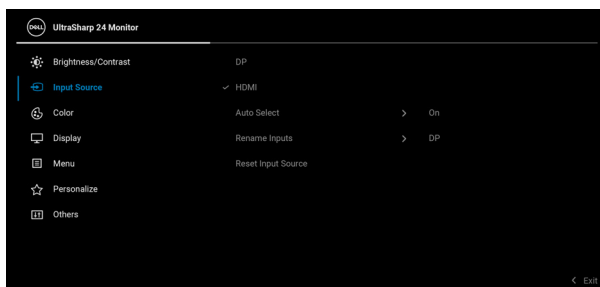 DELL UltraSharp 24 Monitor
Brightness/Contrast DP
Input Source HDMI
Color Auto Select On
Display Rename Inputs DP
Menu Reset Input Source
Personalize
Others
Exit